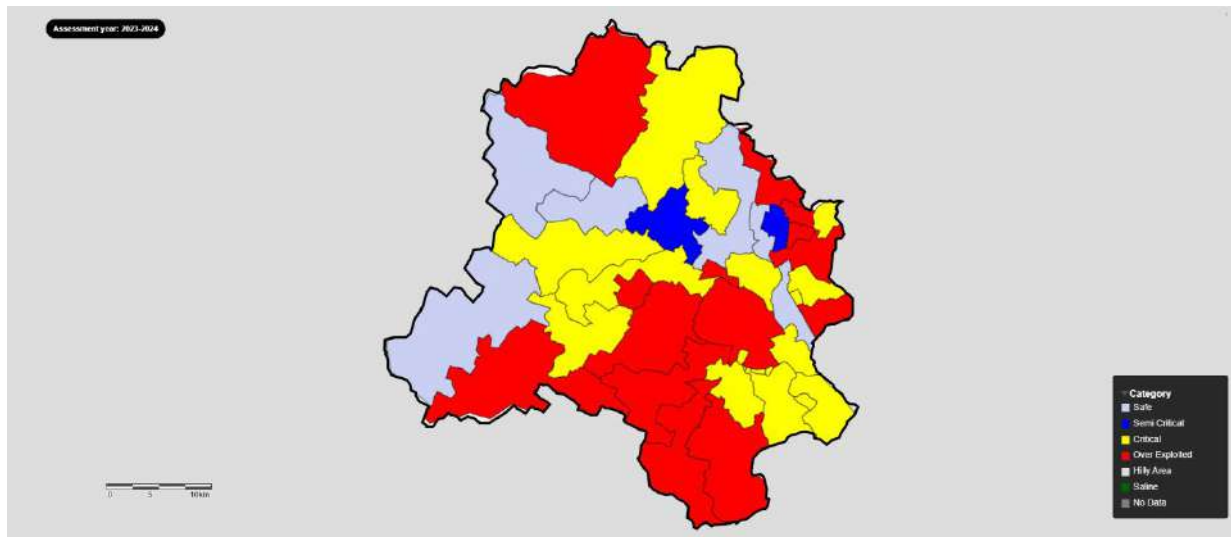 Assessment year: 2023-2024
Category
Safe
Semi Critical
Critical
Over Exploited
Hilly Area
Saline
No Data
0 5 10km